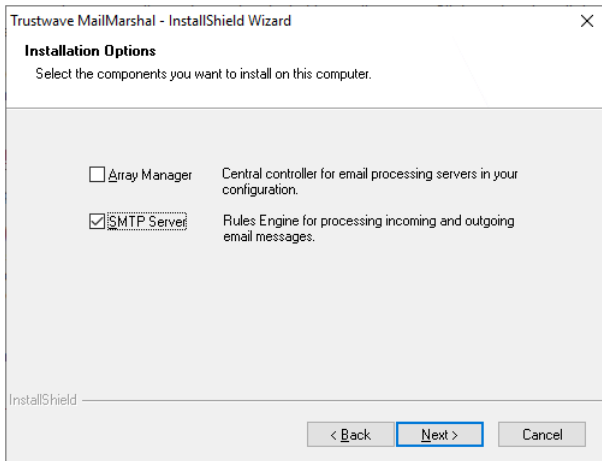 Trustwave MailMarshal - InstallShield Wizard
Installation Options
Select the components you want to install on this computer.
Array Manager
Central controller for email processing servers in your
configuration.
SMTP Server
Rules Engine for processing incoming and outgoing
email messages.
InstallShield
< Back
Next >
Cancel